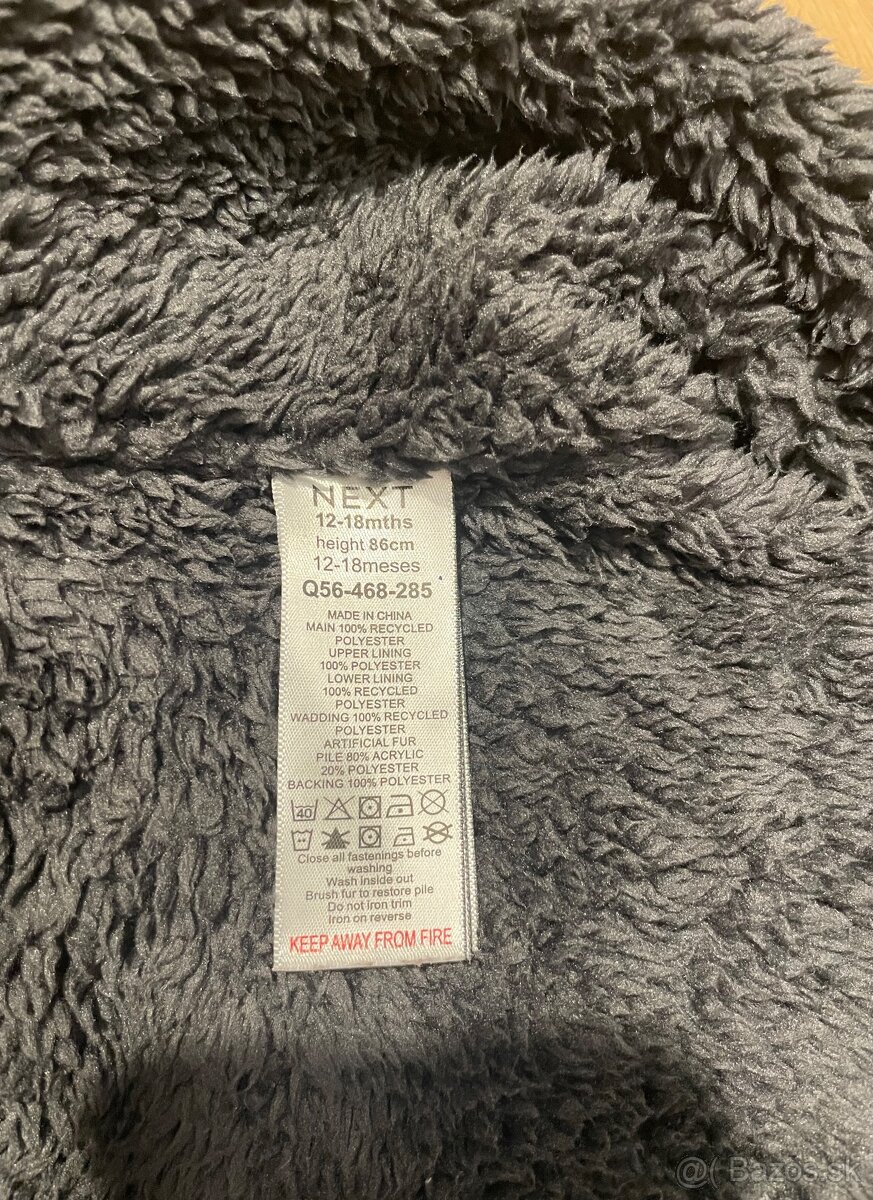 NEXT
12-18mths
height 86cm
12-18meses
Q56-468-285
MADE IN CHINA
MAIN 100% RECYCLED
POLYESTER
UPPER LINING
100% POLYESTER
LOWER LINING
100% RECYCLED
POLYESTER
WADDING 100% RECYCLED
POLYESTER
ARTIFICIAL FUR
PILE 80% ACRYLIC
20% POLYESTER
BACKING 100% POLYESTER
40
Close all fastenings before
washing
Wash inside out
Brush fur to restore pile
Do not iron trim
Iron on reverse
KEEP AWAY FROM FIRE
@( Bazoš.sk